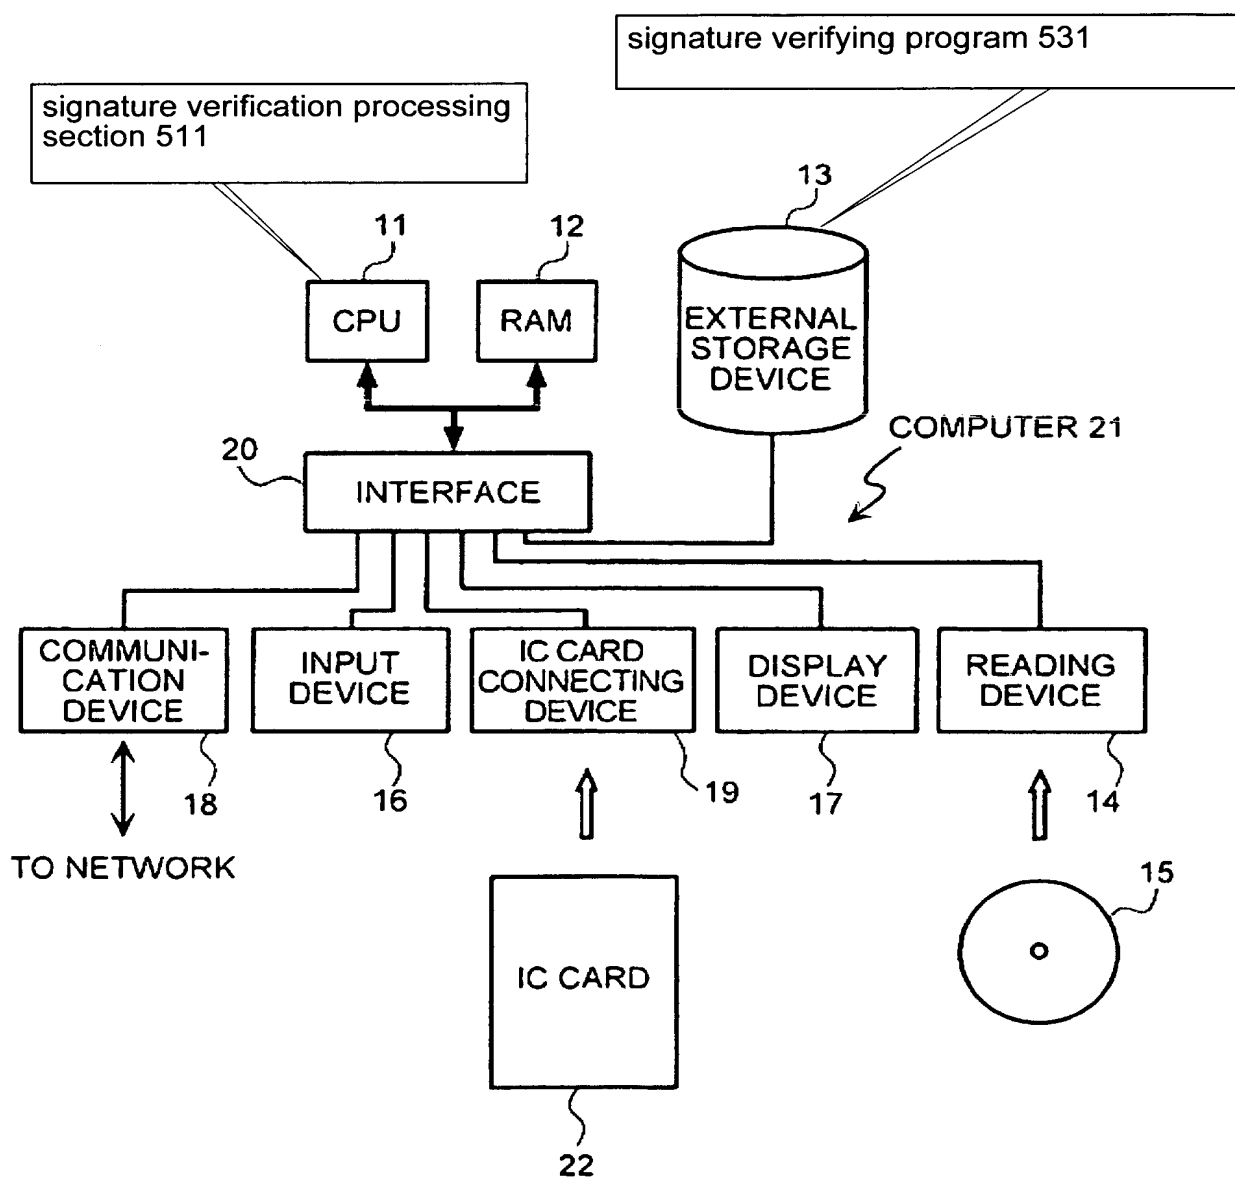 signature verifying program 531
signature verification processing
section 511
13
11
12
CPU
RAM
EXTERNAL
STORAGE
DEVICE
COMPUTER 21
20
INTERFACE
COMMUNI-
CATION
DEVICE
INPUT
DEVICE
IC CARD
CONNECTING
DEVICE
DISPLAY
DEVICE
READING
DEVICE
18
16
19
17
14
TO NETWORK
15
IC CARD
22